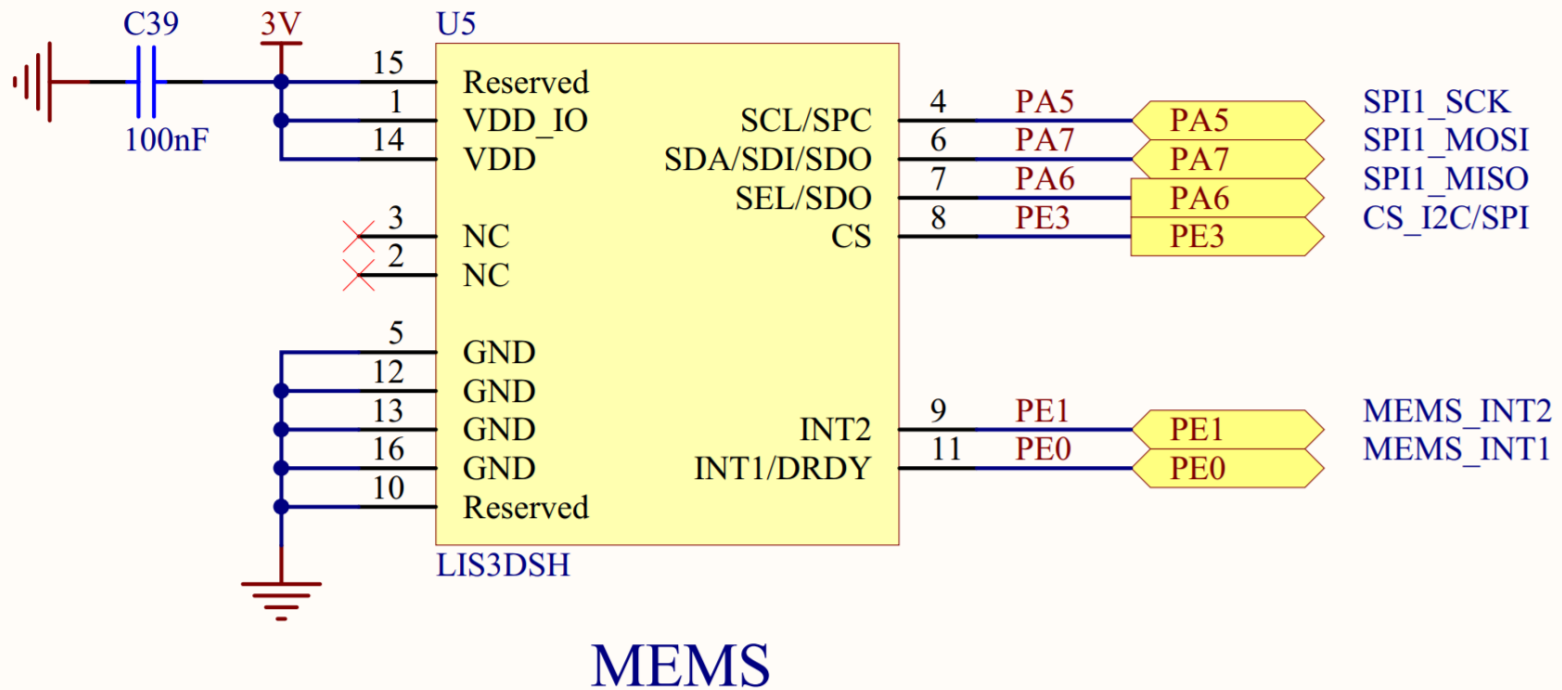 C39
3V
U5
100nF
15 Reserved
1 VDD_IO
14 VDD
3 NC
2 NC
5 GND
12 GND
13 GND
16 GND
10 Reserved
SCL/SPC 4 PA5 PA5 SPI1_SCK
SDA/SDI/SDO 6 PA7 PA7 SPI1_MOSI
SEL/SDO 7 PA6 PA6 SPI1_MISO
CS 8 PE3 PE3 CS_I2C/SPI
INT2 9 PE1 PE1 MEMS_INT2
INT1/DRDY 11 PE0 PE0 MEMS_INT1
LIS3DSH
MEMS